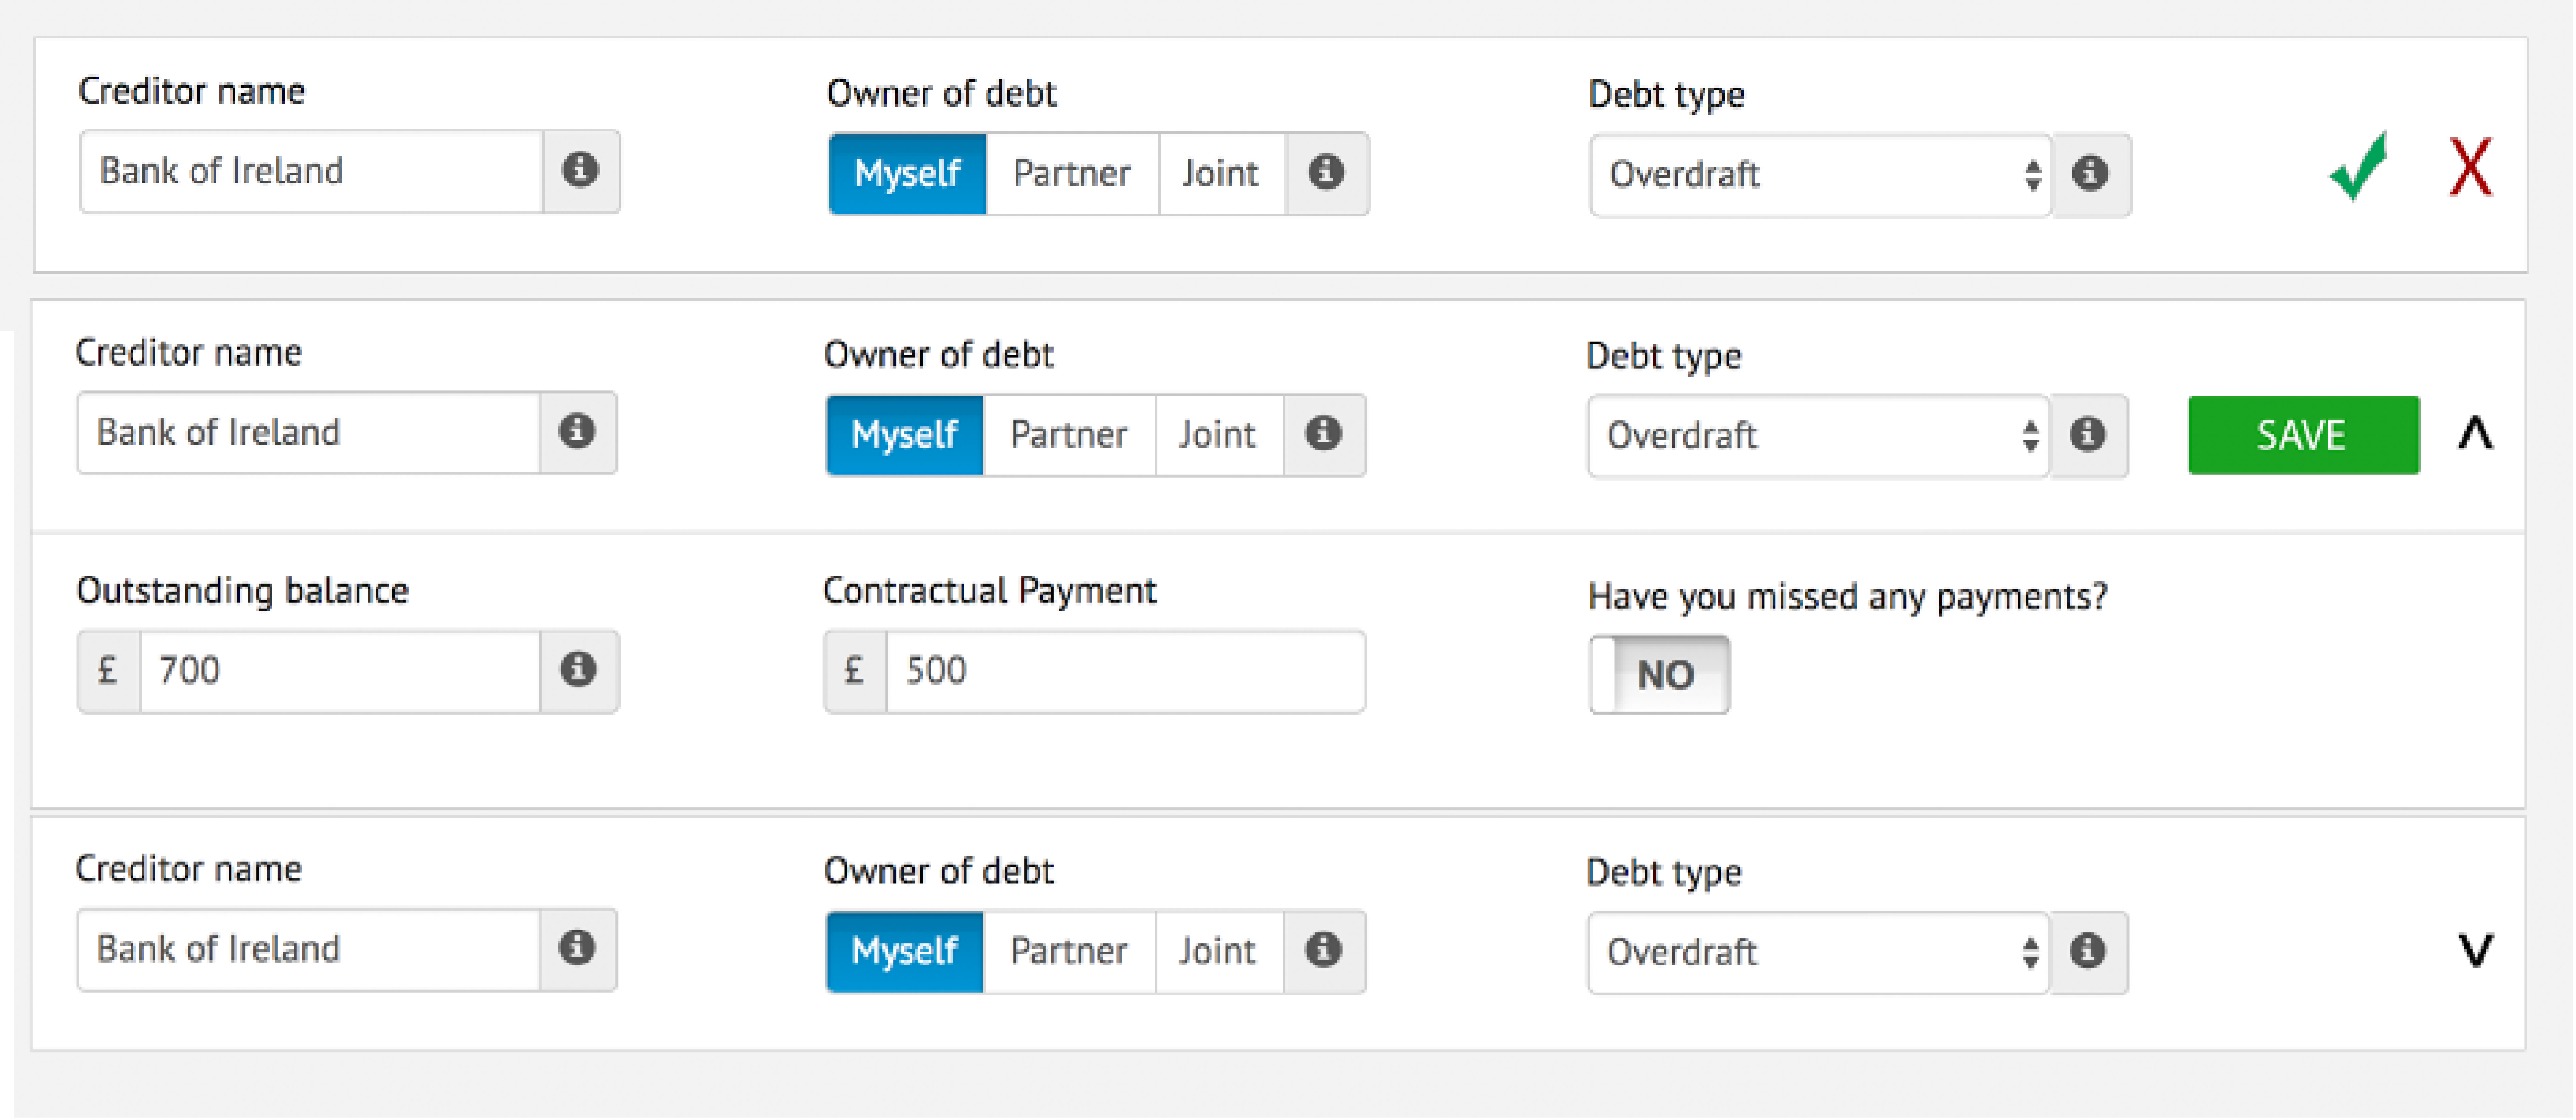 Creditor name Owner of debt Debt type
Bank of Ireland Myself Partner Joint Overdraft X
Creditor name Owner of debt Debt type
Bank of Ireland Myself Partner Joint Overdraft SAVE
Outstanding balance Contractual Payment Have you missed any payments?
£ 700 £ 500 NO
Creditor name Owner of debt Debt type
Bank of Ireland Myself Partner Joint Overdraft